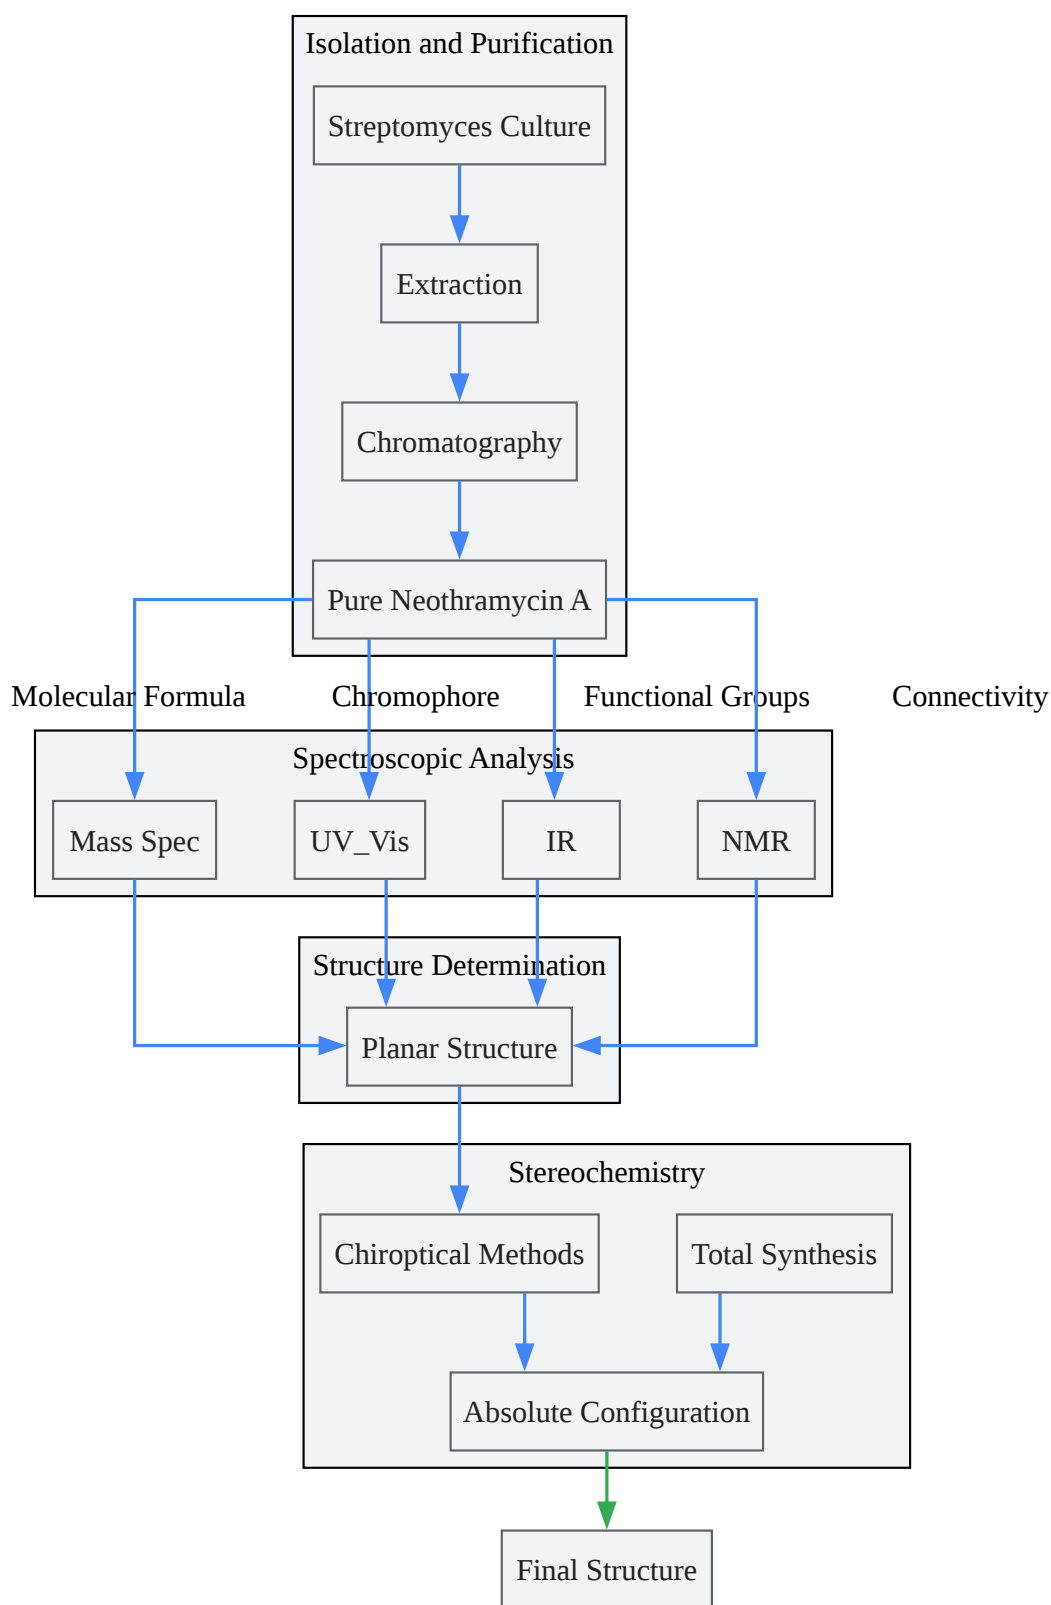 Isolation and Purification
Streptomyces Culture
Extraction
Chromatography
Pure Neothramycin A
Molecular Formula
Chromophore
Functional Groups
Connectivity
Spectroscopic Analysis
Mass Spec
UV_Vis
IR
NMR
Structure Determination
Planar Structure
Stereochemistry
Chiroptical Methods
Total Synthesis
Absolute Configuration
Final Structure